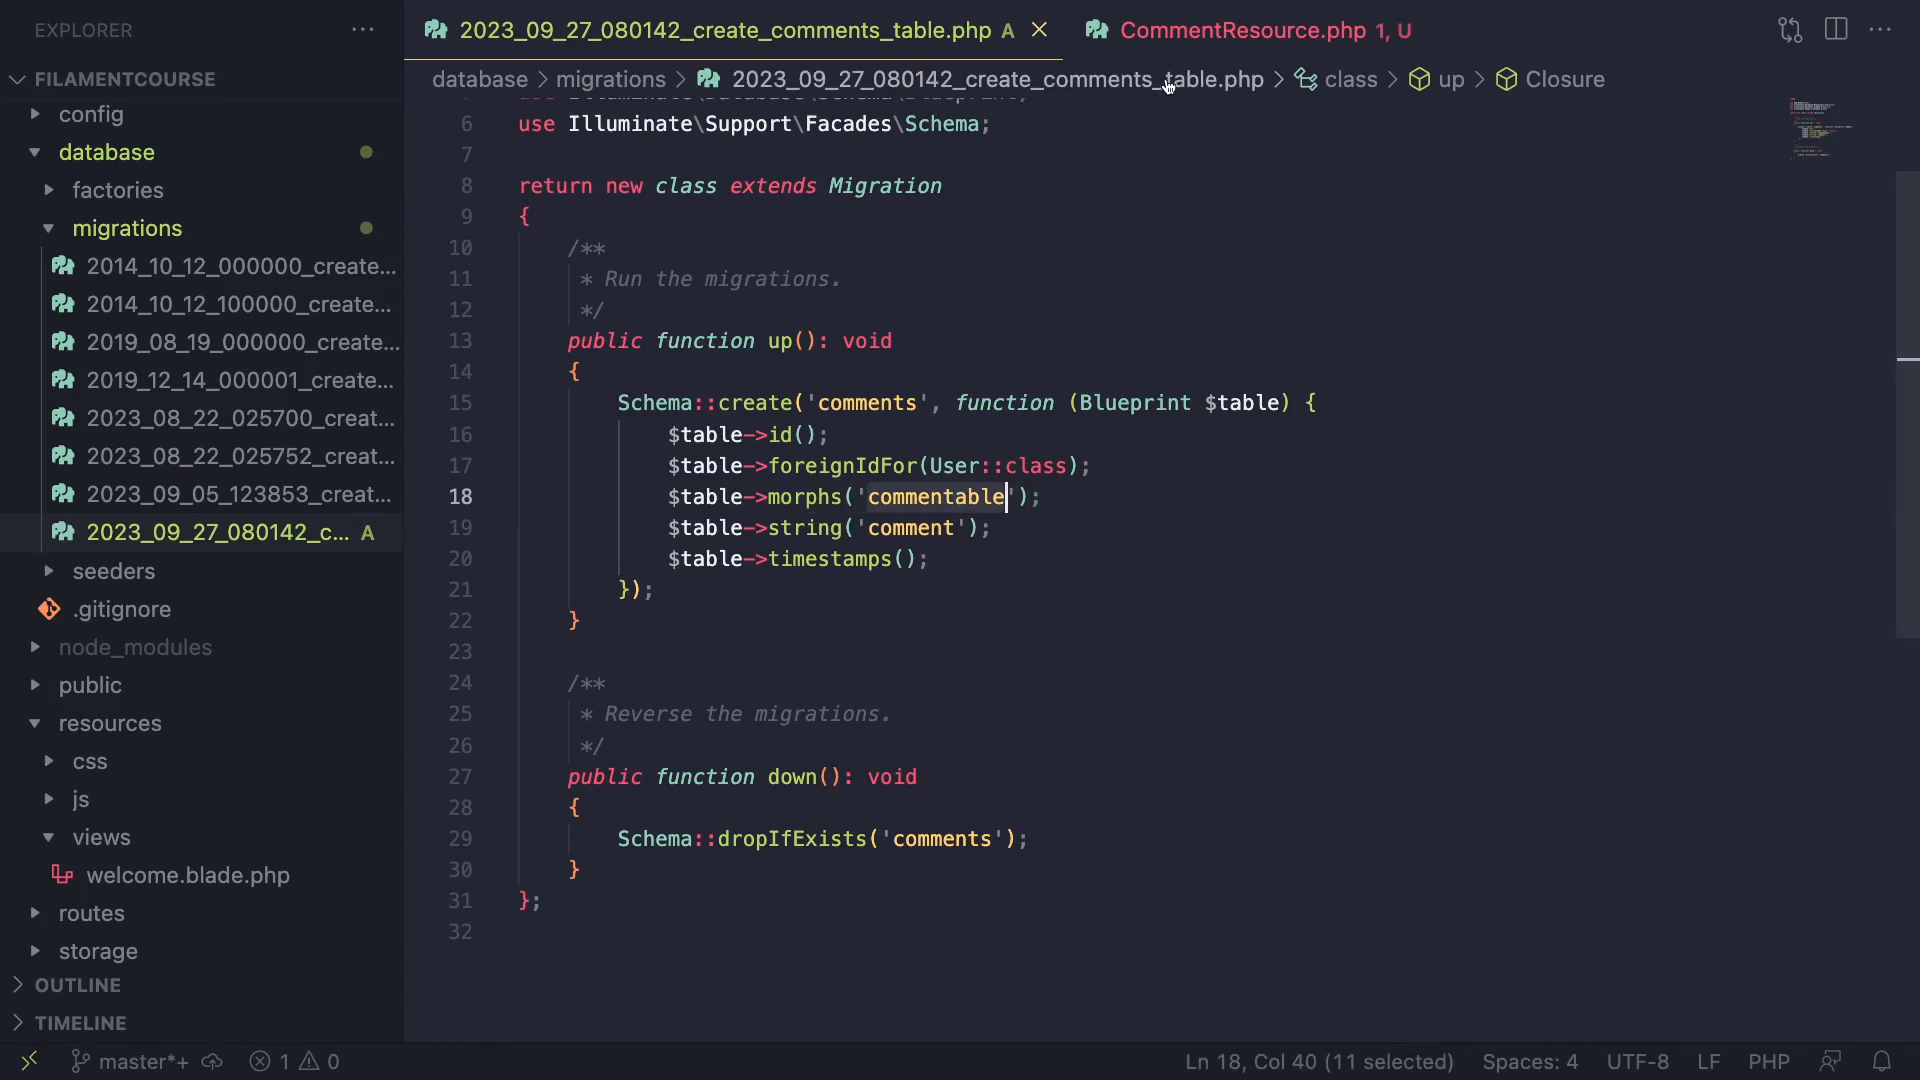 EXPLORER
FILAMENTCOURSE
config
database
factories
migrations
2014_10_12_000000_create...
2014_10_12_100000_create...
2019_08_19_000000_create...
2019_12_14_000001_create...
2023_08_22_025700_creat...
2023_08_22_025752_creat...
2023_09_05_123853_creat...
2023_09_27_080142_c... A
seeders
.gitignore
node_modules
public
resources
css
js
views
welcome.blade.php
routes
storage
OUTLINE
TIMELINE
2023_09_27_080142_create_comments_table.php A
CommentResource.php 1, U
database > migrations > 2023_09_27_080142_create_comments_table.php > class > up > Closure
6 use Illuminate\Support\Facades\Schema;
7
8 return new class extends Migration
9 {
10 /**
11 * Run the migrations.
12 */
13 public function up(): void
14 {
15 Schema::create('comments', function (Blueprint $table) {
16 $table->id();
17 $table->foreignIdFor(User::class);
18 $table->morphs('commentable');
19 $table->string('comment');
20 $table->timestamps();
21 });
22 }
23
24 /**
25 * Reverse the migrations.
26 */
27 public function down(): void
28 {
29 Schema::dropIfExists('comments');
30 }
31 };
32
master*+ 1 0 Ln 18, Col 40 (11 selected) Spaces: 4 UTF-8 LF PHP